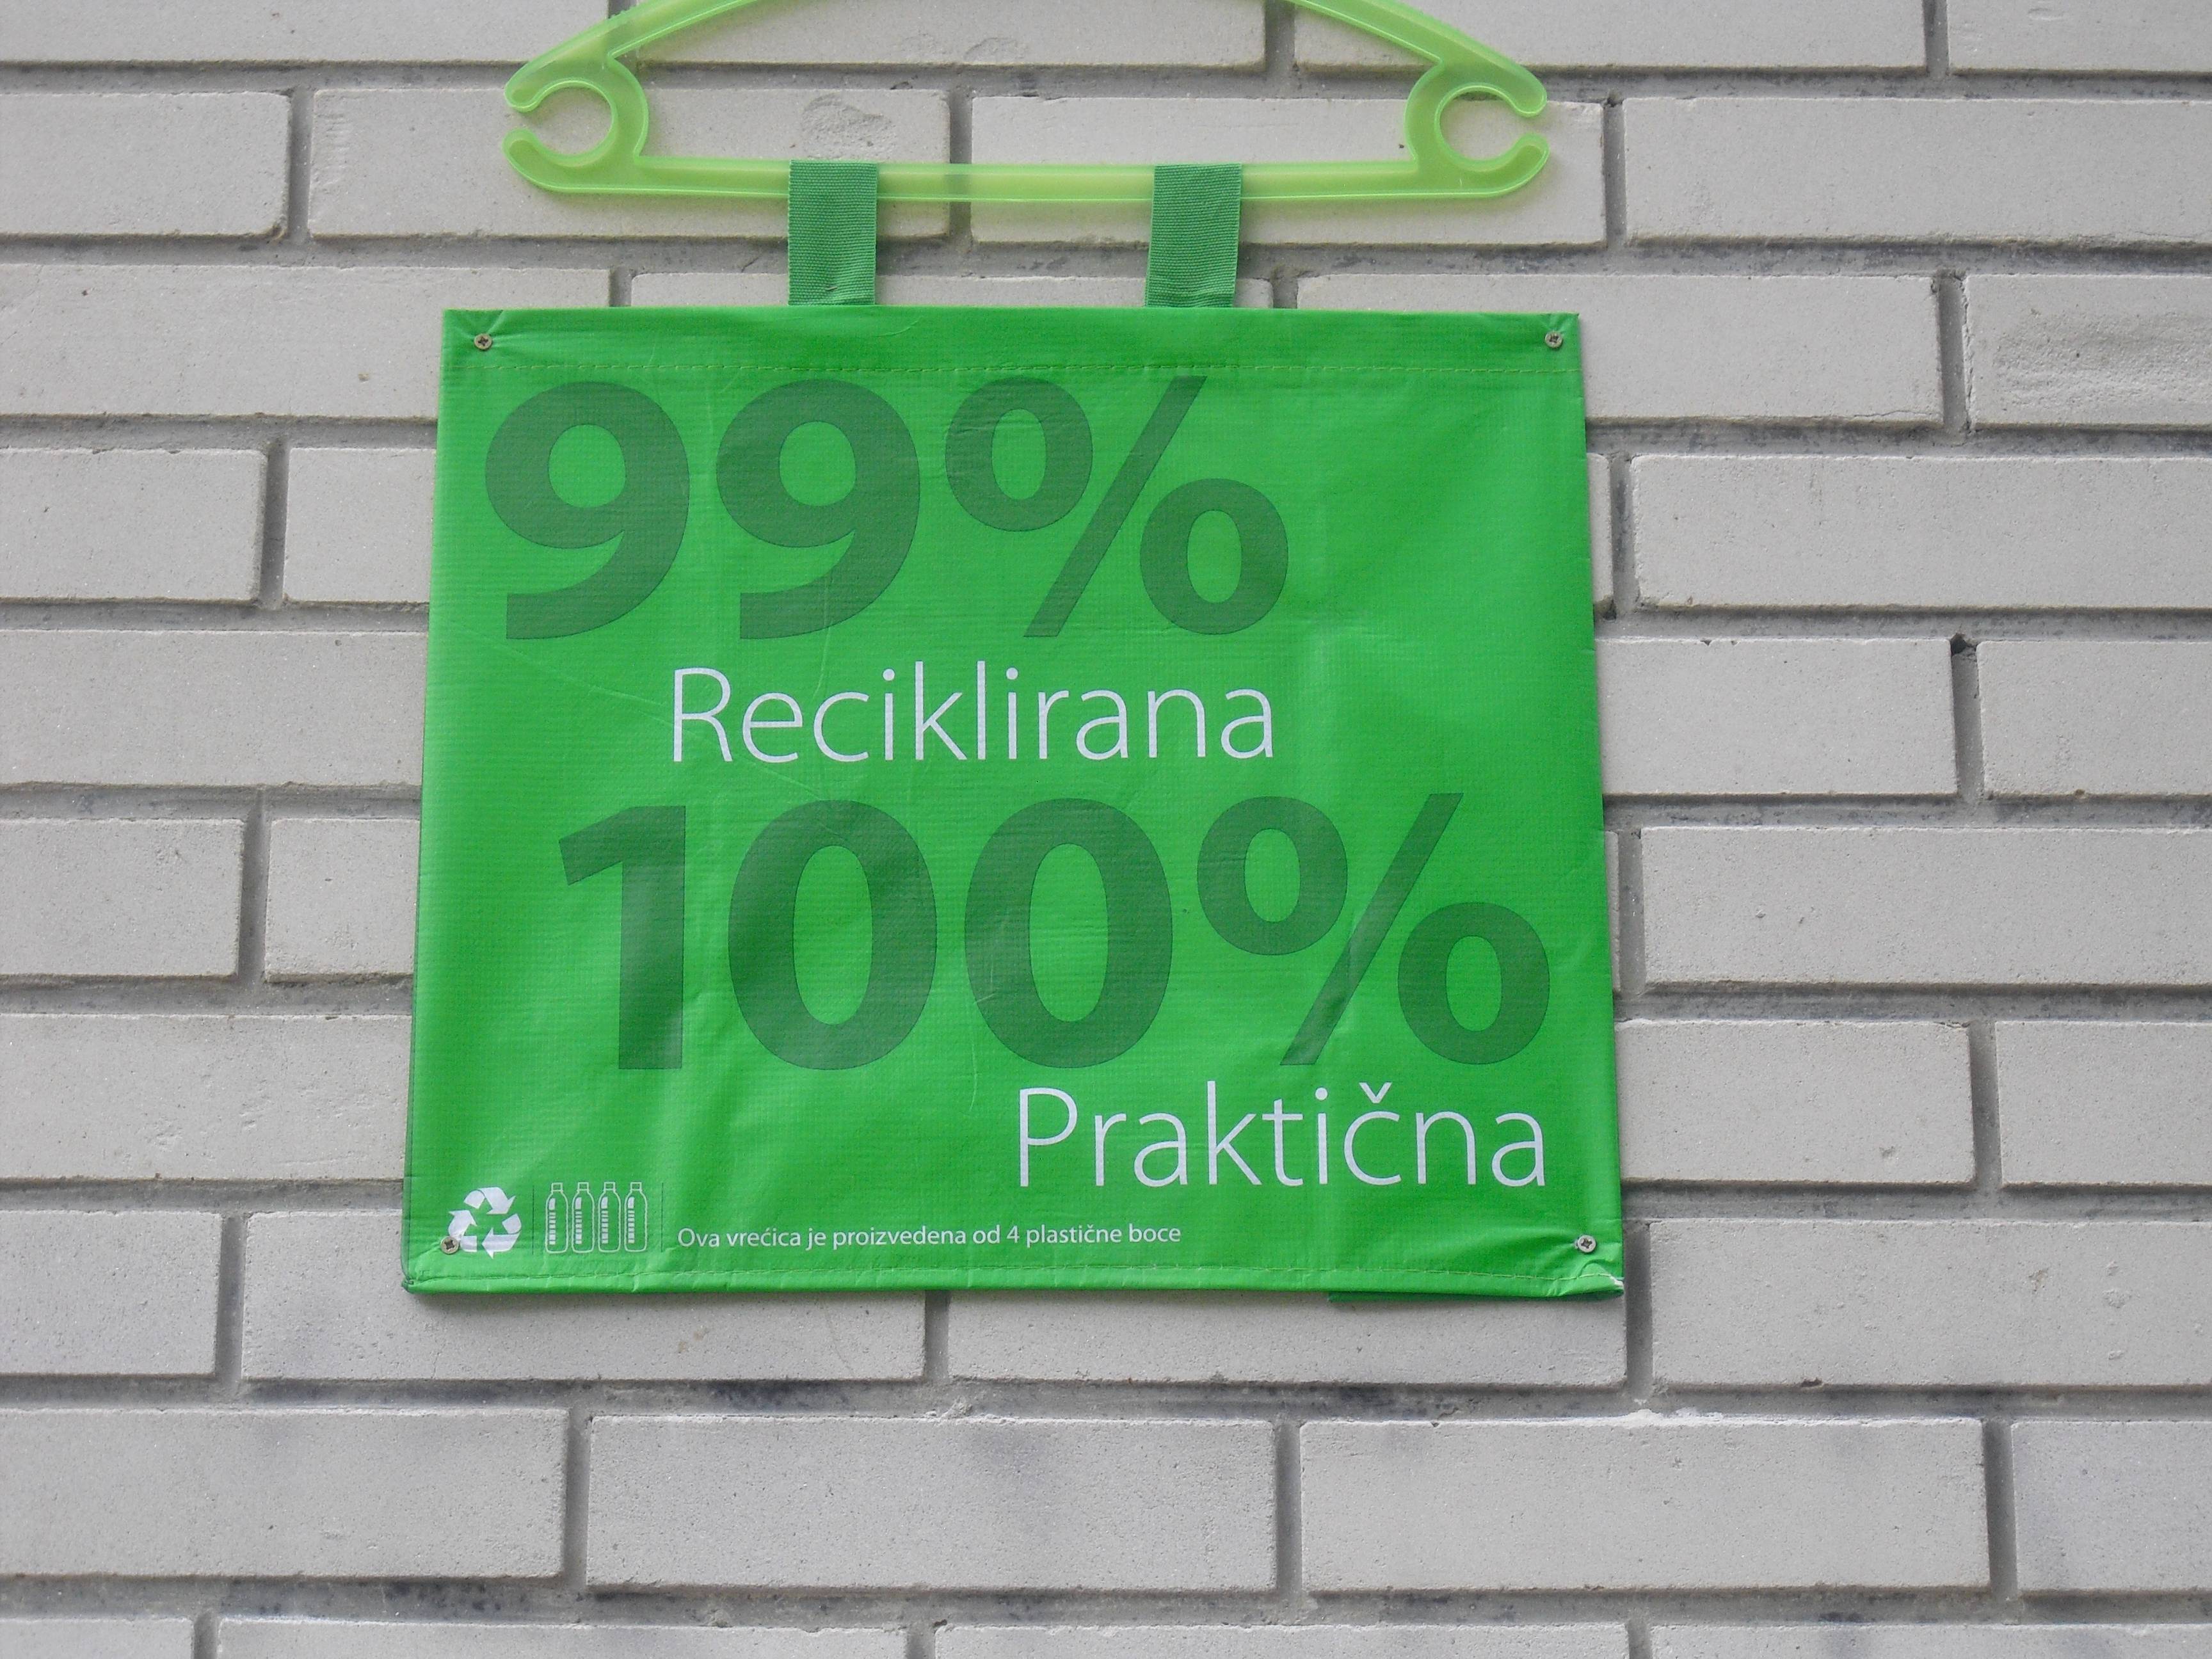 99%
Reciklirana
100%
Praktična
Ova vrećica je proizvedena od 4 plastične boce